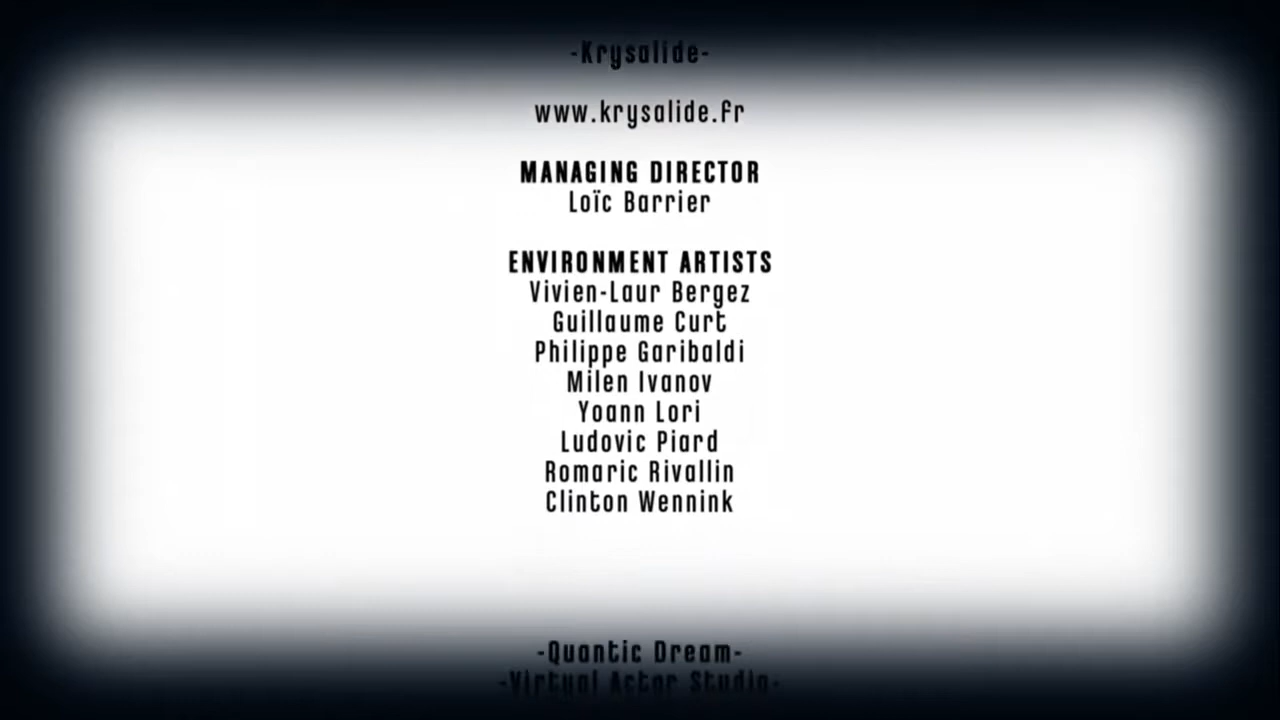 -Krysalide-
www.krysalide.fr
MANAGING DIRECTOR
Loïc Barrier
ENVIRONMENT ARTISTS
Vivien-Laur Bergez
Guillaume Curt
Philippe Garibaldi
Milen Ivanov
Yoann Lori
Ludovic Piard
Romaric Rivallin
Clinton Wennink
-Quantic Dream-
-Virtual Actor Studio-